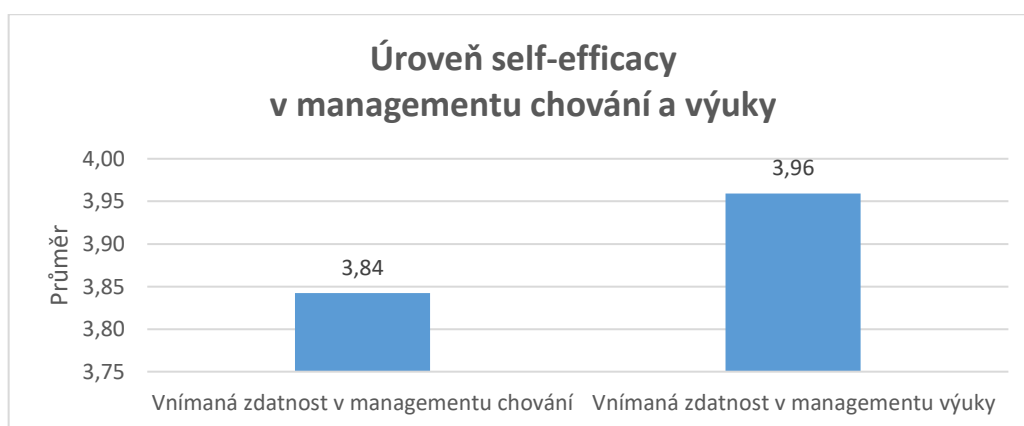 Úroveň self-efficacy
v managementu chování a výuky
Průměr
4,00
3,95
3,90
3,85
3,80
3,75
3,84
3,96
Vnímaná zdatnost v managementu chování
Vnímaná zdatnost v managementu výuky